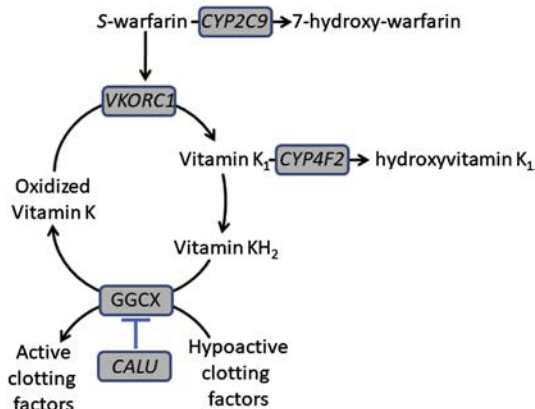 S-warfarin CYP2C9 7-hydroxy-warfarin
VKORC1
Vitamin K₁ CYP4F2 hydroxyvitamin K₁
Oxidized
Vitamin K
Vitamin KH₂
GGCX
Active
clotting
factors
CALU
Hypoactive
clotting
factors